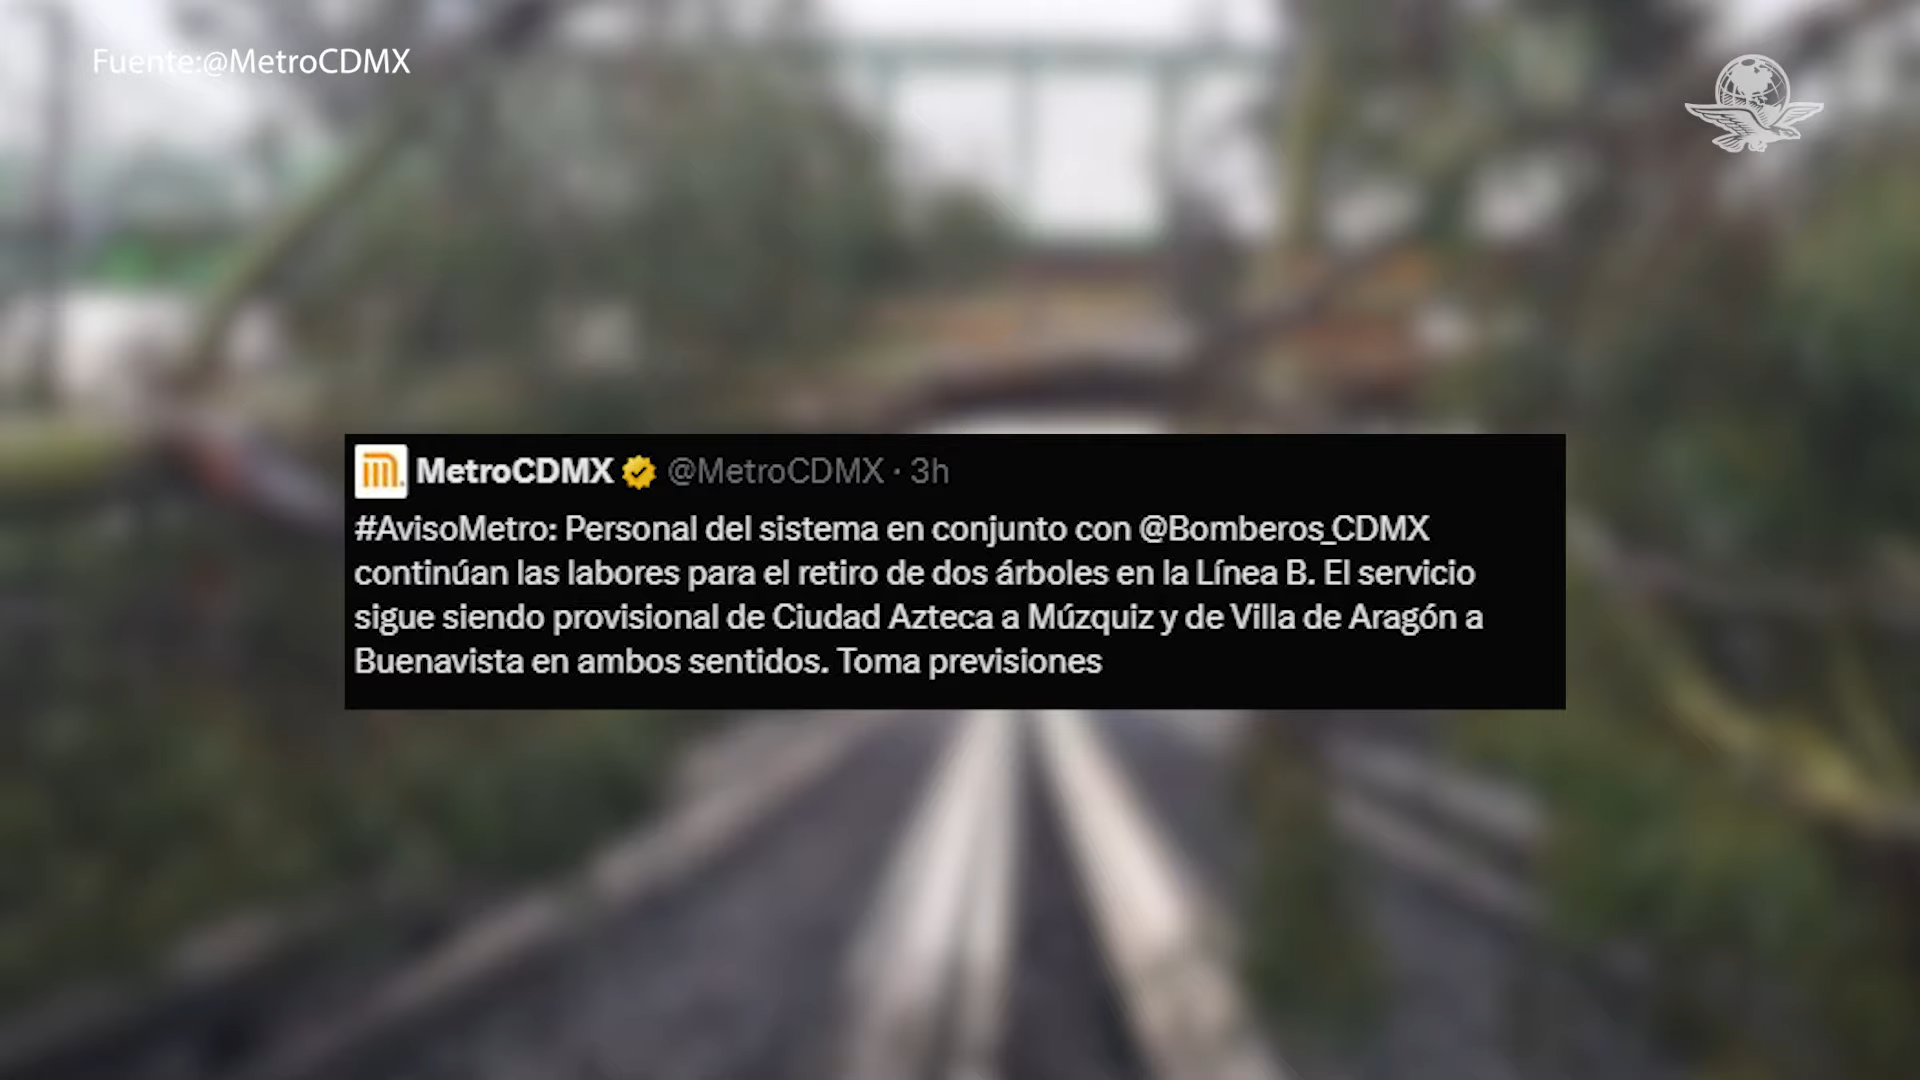 Fuente:@MetroCDMX
MetroCDMX @MetroCDMX · 3h
#AvisoMetro: Personal del sistema en conjunto con @Bomberos_CDMX
continúan las labores para el retiro de dos árboles en la Línea B. El servicio
sigue siendo provisional de Ciudad Azteca a Múzquiz y de Villa de Aragón a
Buenavista en ambos sentidos. Toma previsiones